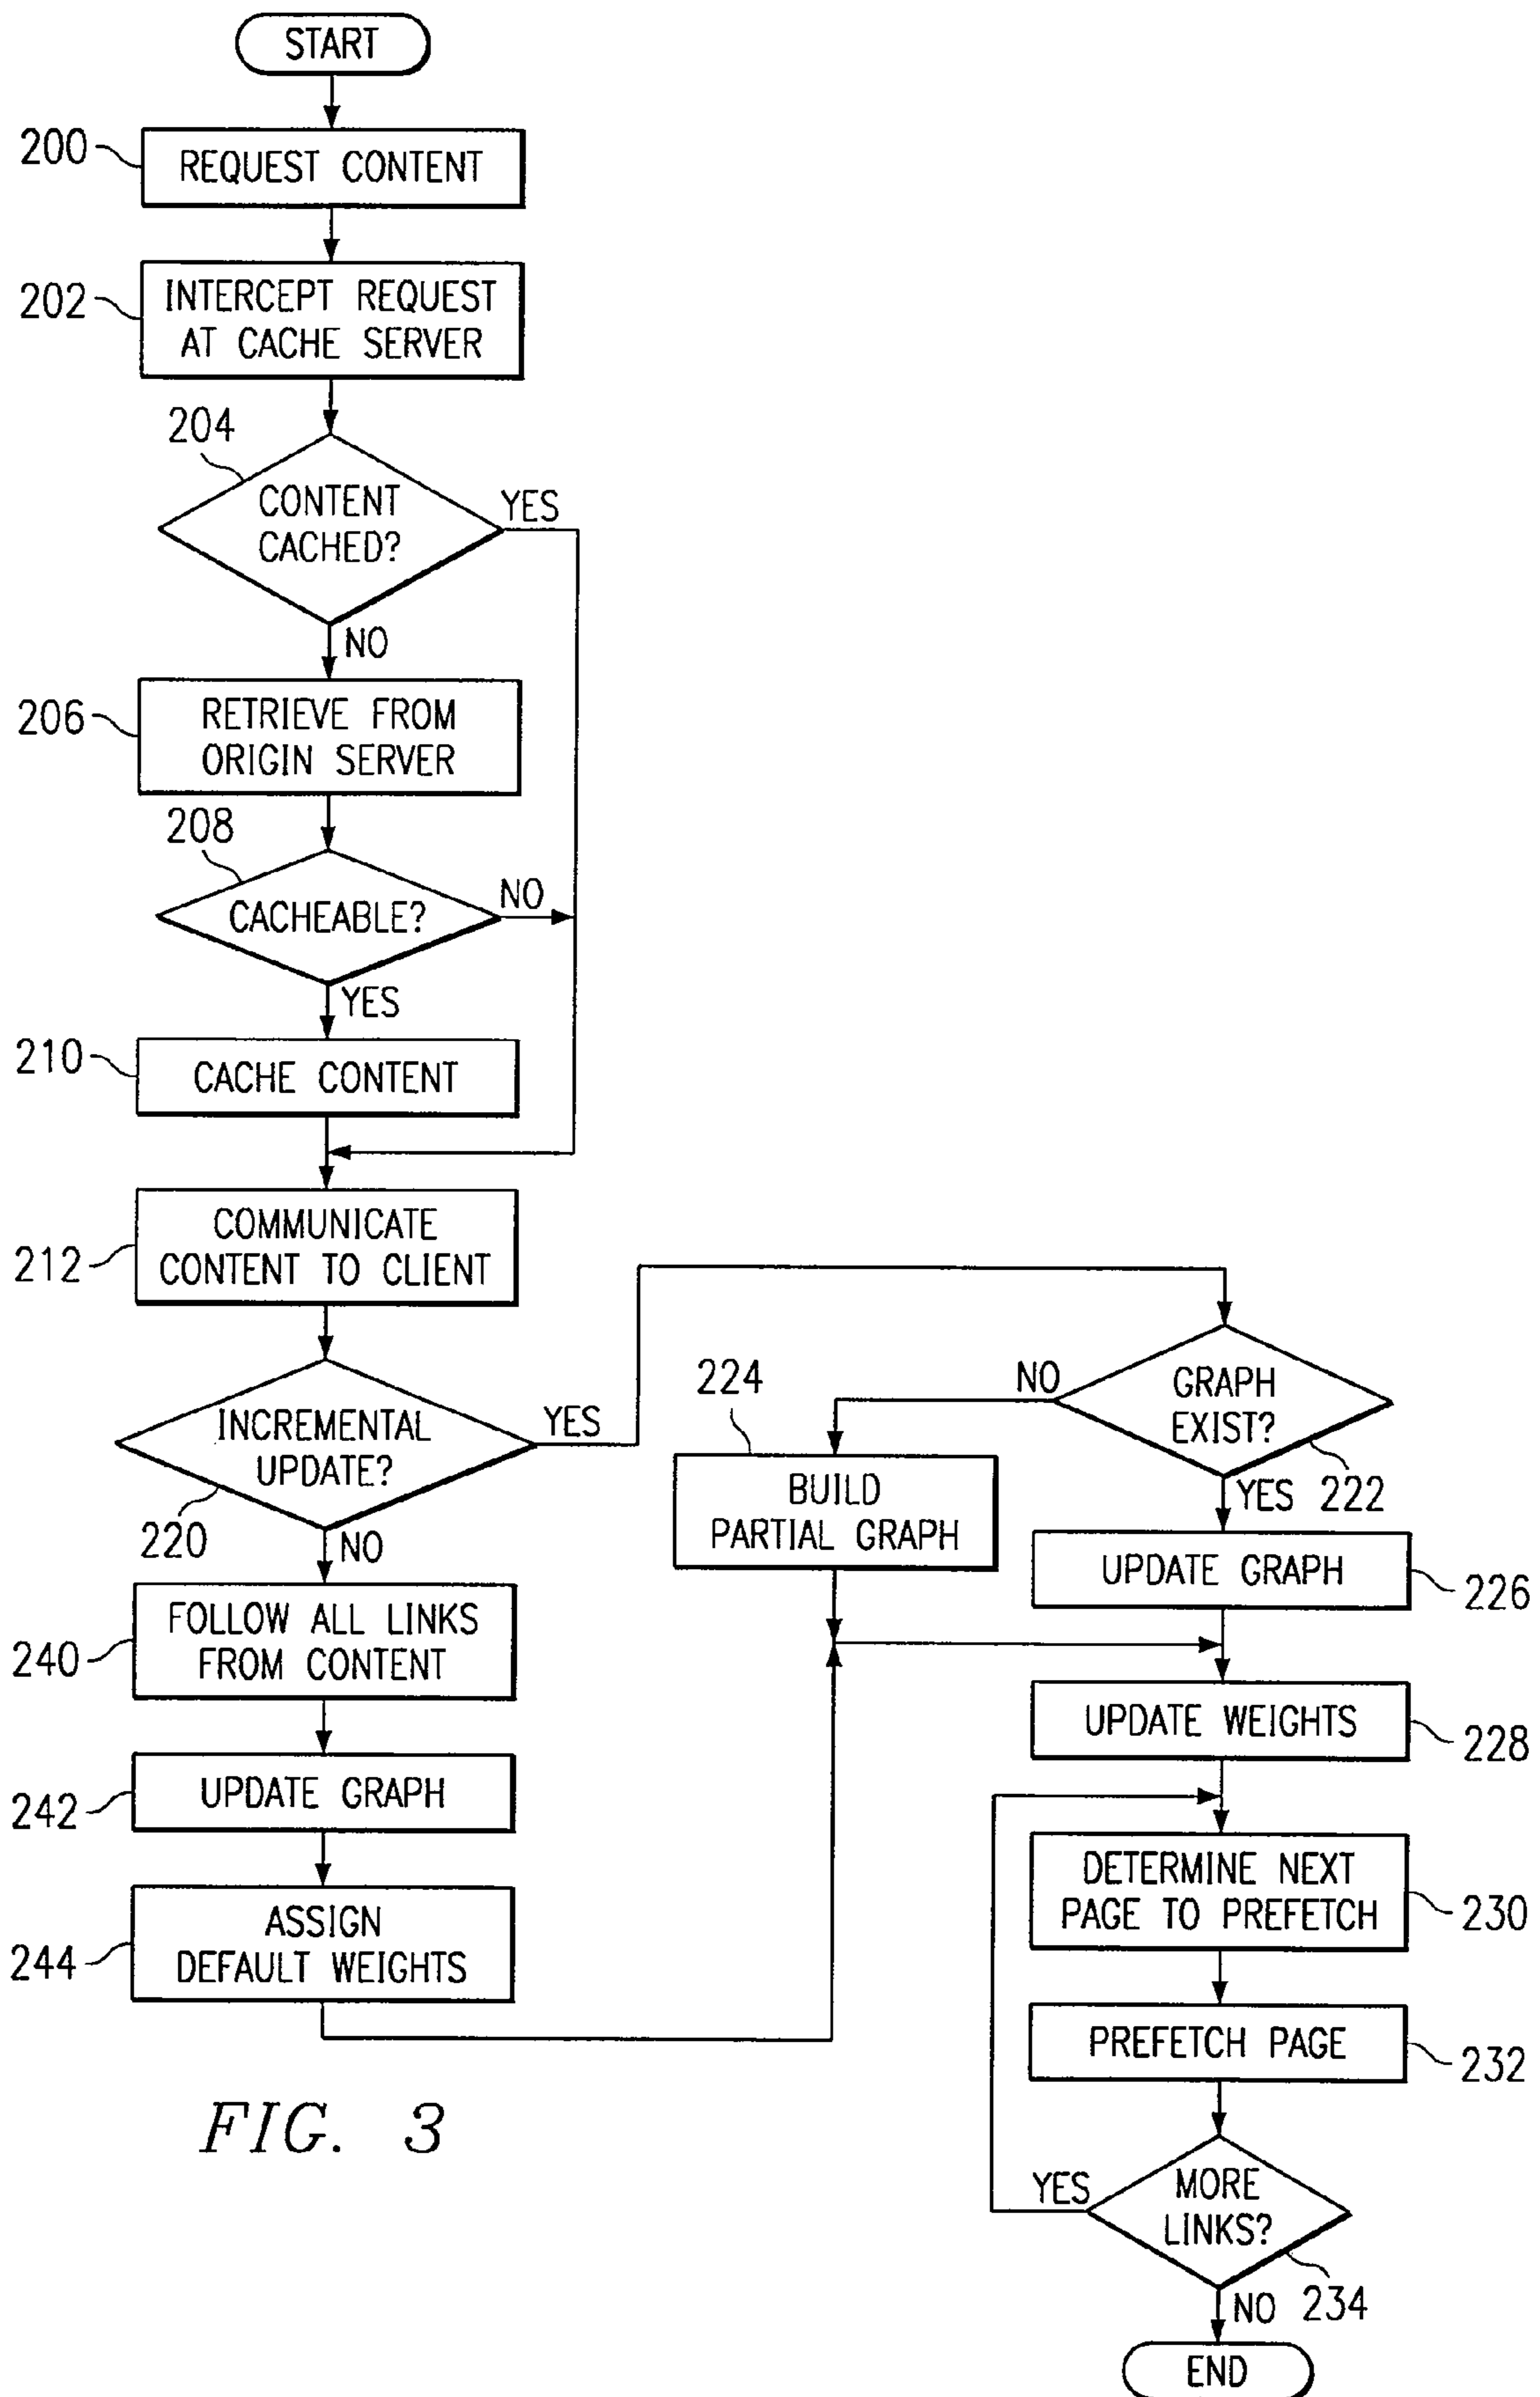 START
200
REQUEST CONTENT
202
INTERCEPT REQUEST
AT CACHE SERVER
204
CONTENT
CACHED?
YES
NO
206
RETRIEVE FROM
ORIGIN SERVER
208
CACHEABLE?
NO
YES
210
CACHE CONTENT
212
COMMUNICATE
CONTENT TO CLIENT
INCREMENTAL
UPDATE?
YES
220
NO
240
FOLLOW ALL LINKS
FROM CONTENT
242
UPDATE GRAPH
244
ASSIGN
DEFAULT WEIGHTS
GRAPH
EXIST?
NO
222
YES
224
BUILD
PARTIAL GRAPH
UPDATE GRAPH
226
UPDATE WEIGHTS
228
DETERMINE NEXT
PAGE TO PREFETCH
230
PREFETCH PAGE
232
MORE
LINKS?
YES
234
NO
END
FIG. 3